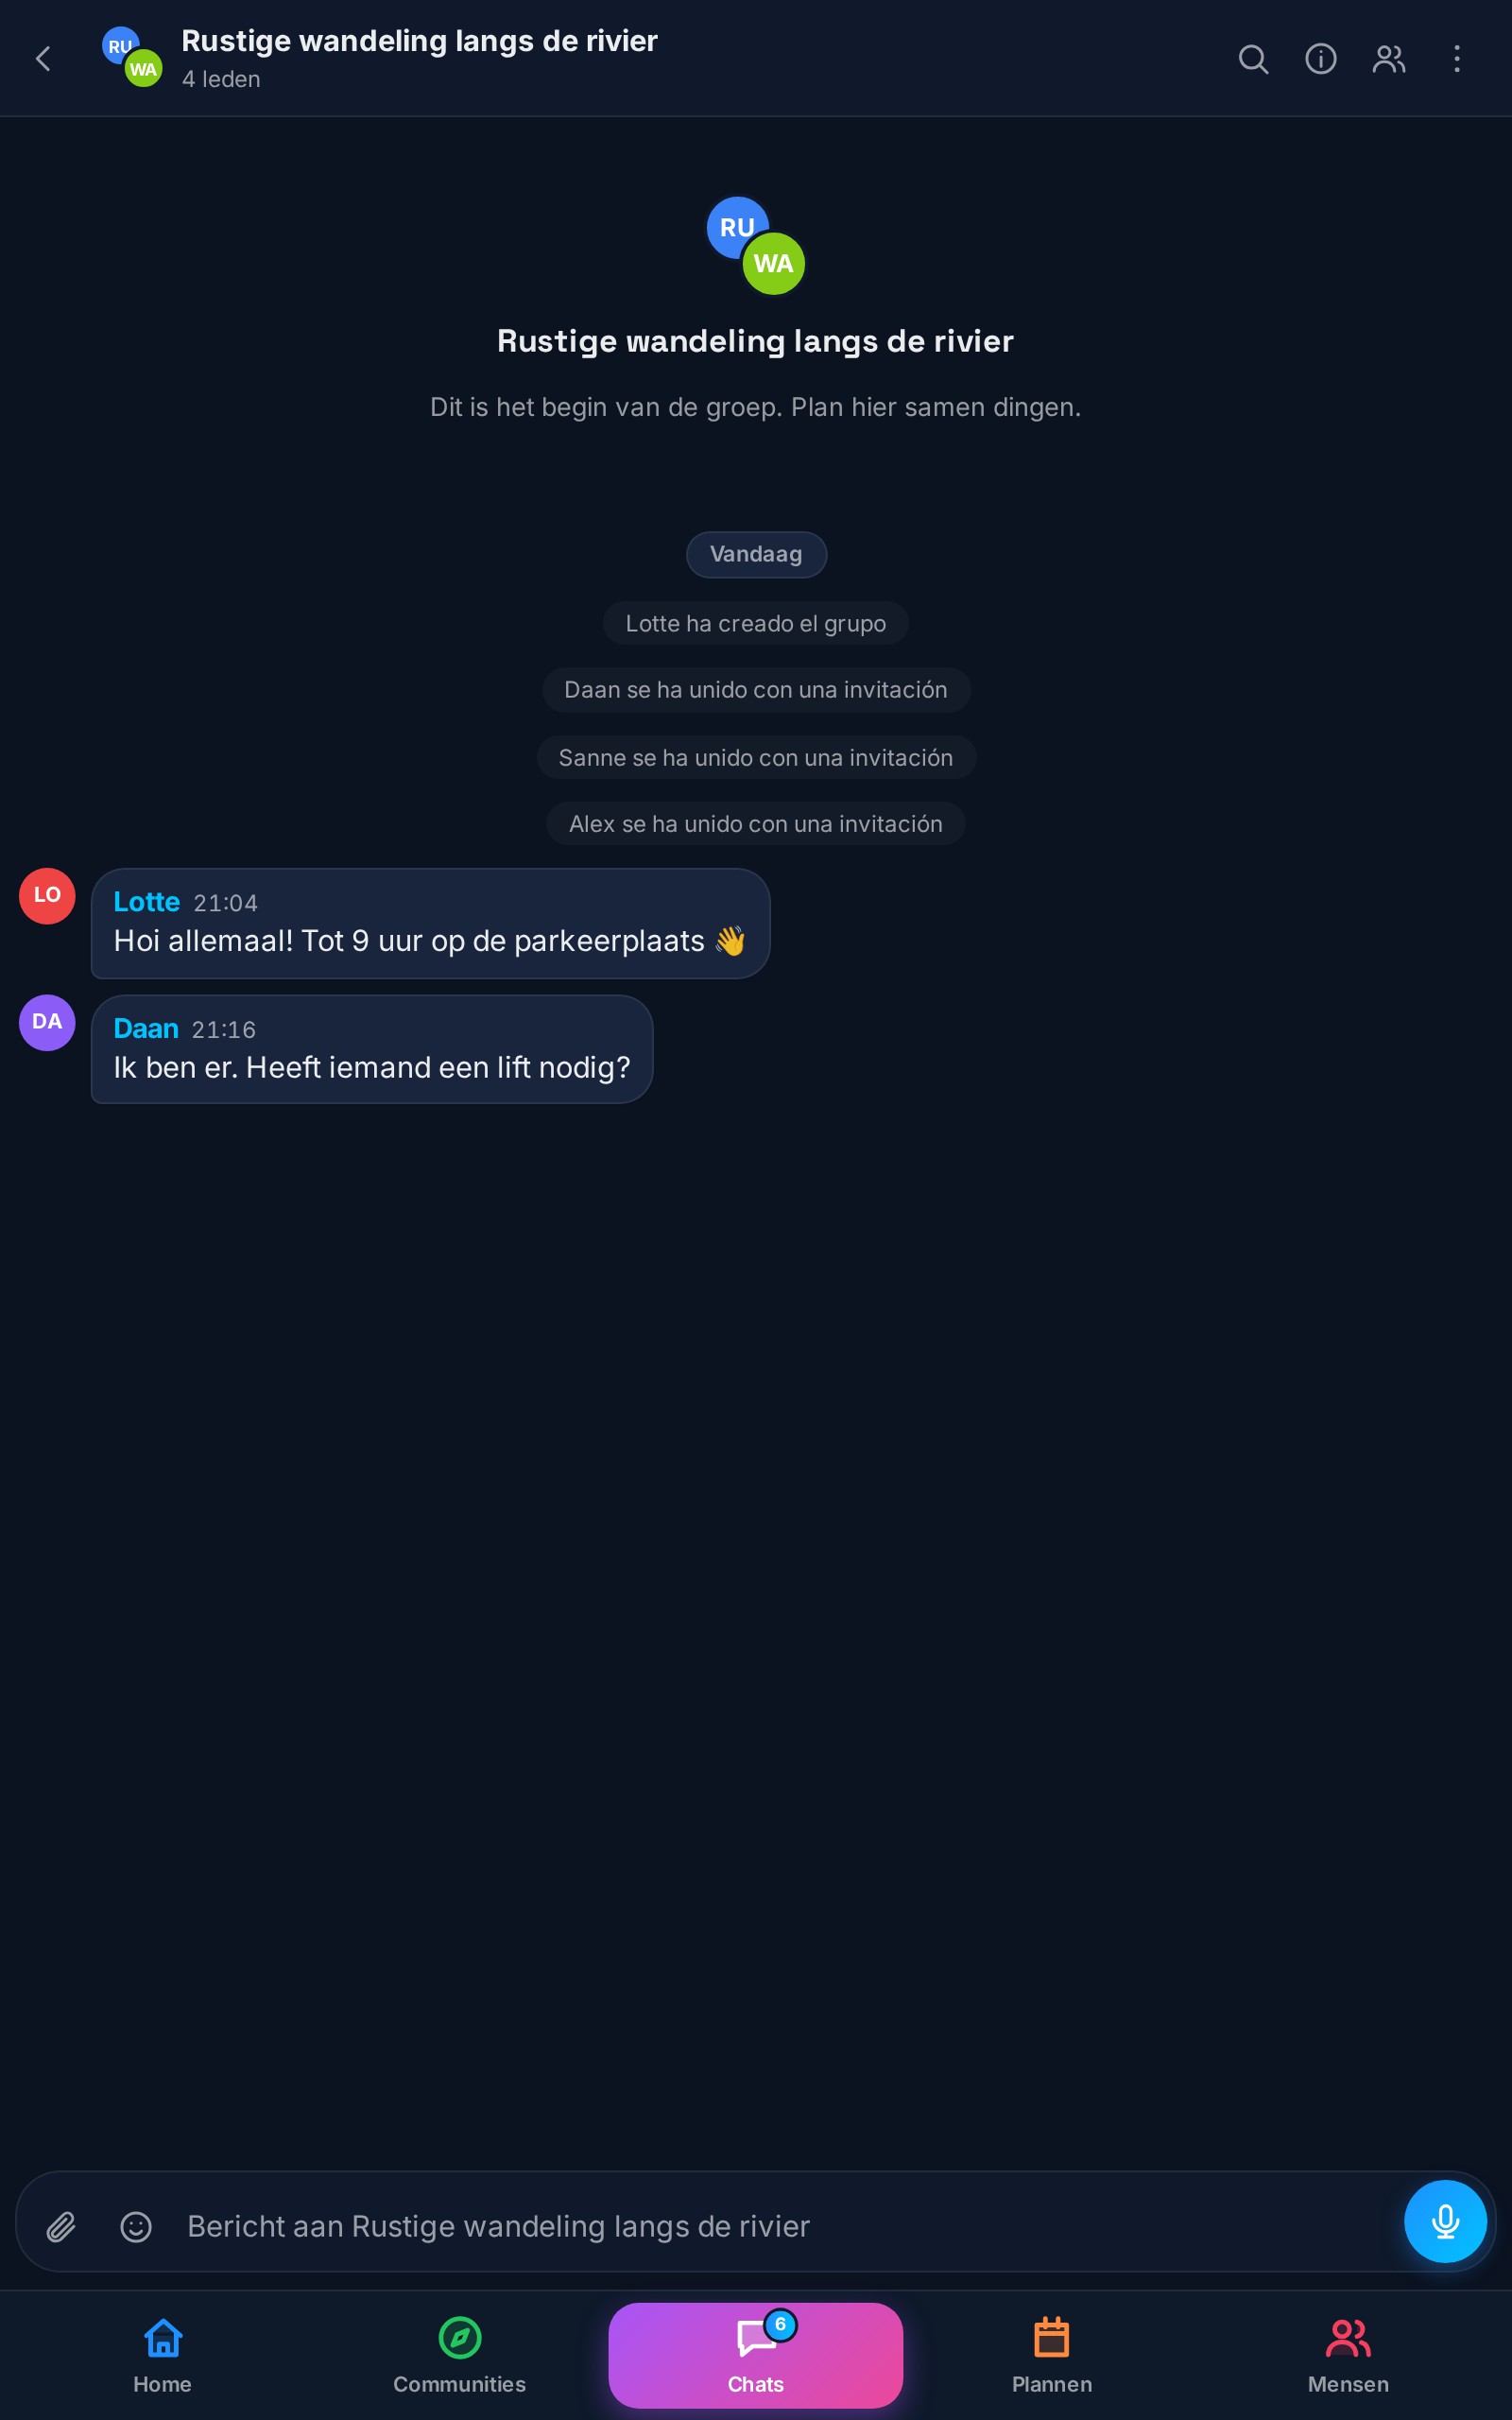 RU
WA
Rustige wandeling langs de rivier
4 leden
RU
WA
Rustige wandeling langs de rivier
Dit is het begin van de groep. Plan hier samen dingen.
Vandaag
Lotte ha creado el grupo
Daan se ha unido con una invitación
Sanne se ha unido con una invitación
Alex se ha unido con una invitación
LO
Lotte 21:04
Hoi allemaal! Tot 9 uur op de parkeerplaats 👋
DA
Daan 21:16
Ik ben er. Heeft iemand een lift nodig?
Bericht aan Rustige wandeling langs de rivier
6
Home
Communities
Chats
Plannen
Mensen